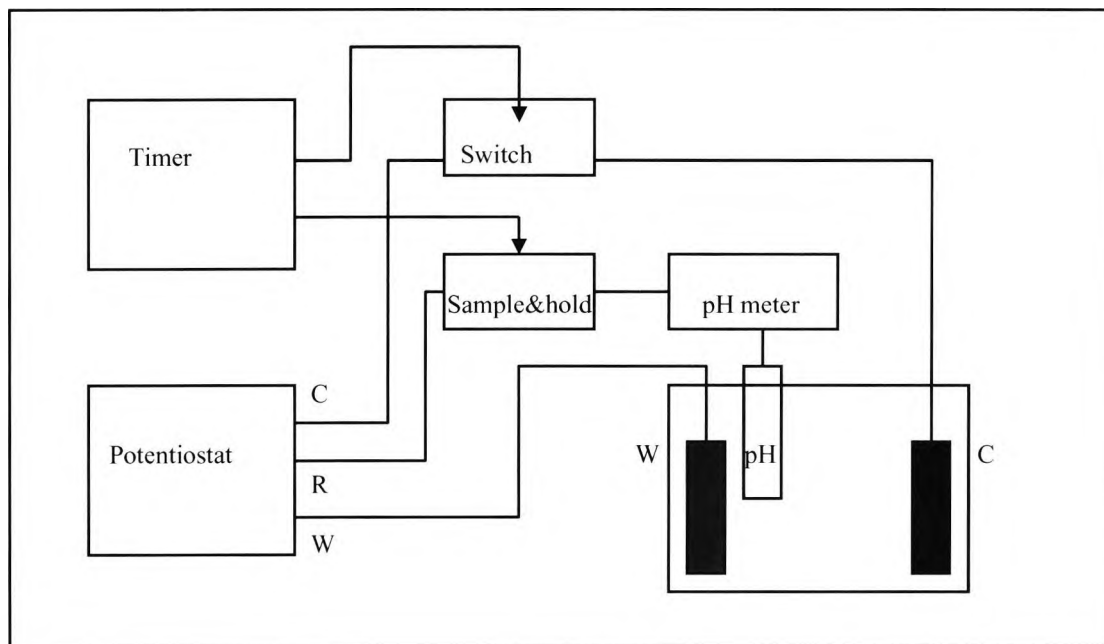 Timer
Switch
Sample&hold
pH meter
C
Potentiostat
R
W
W
pH
C